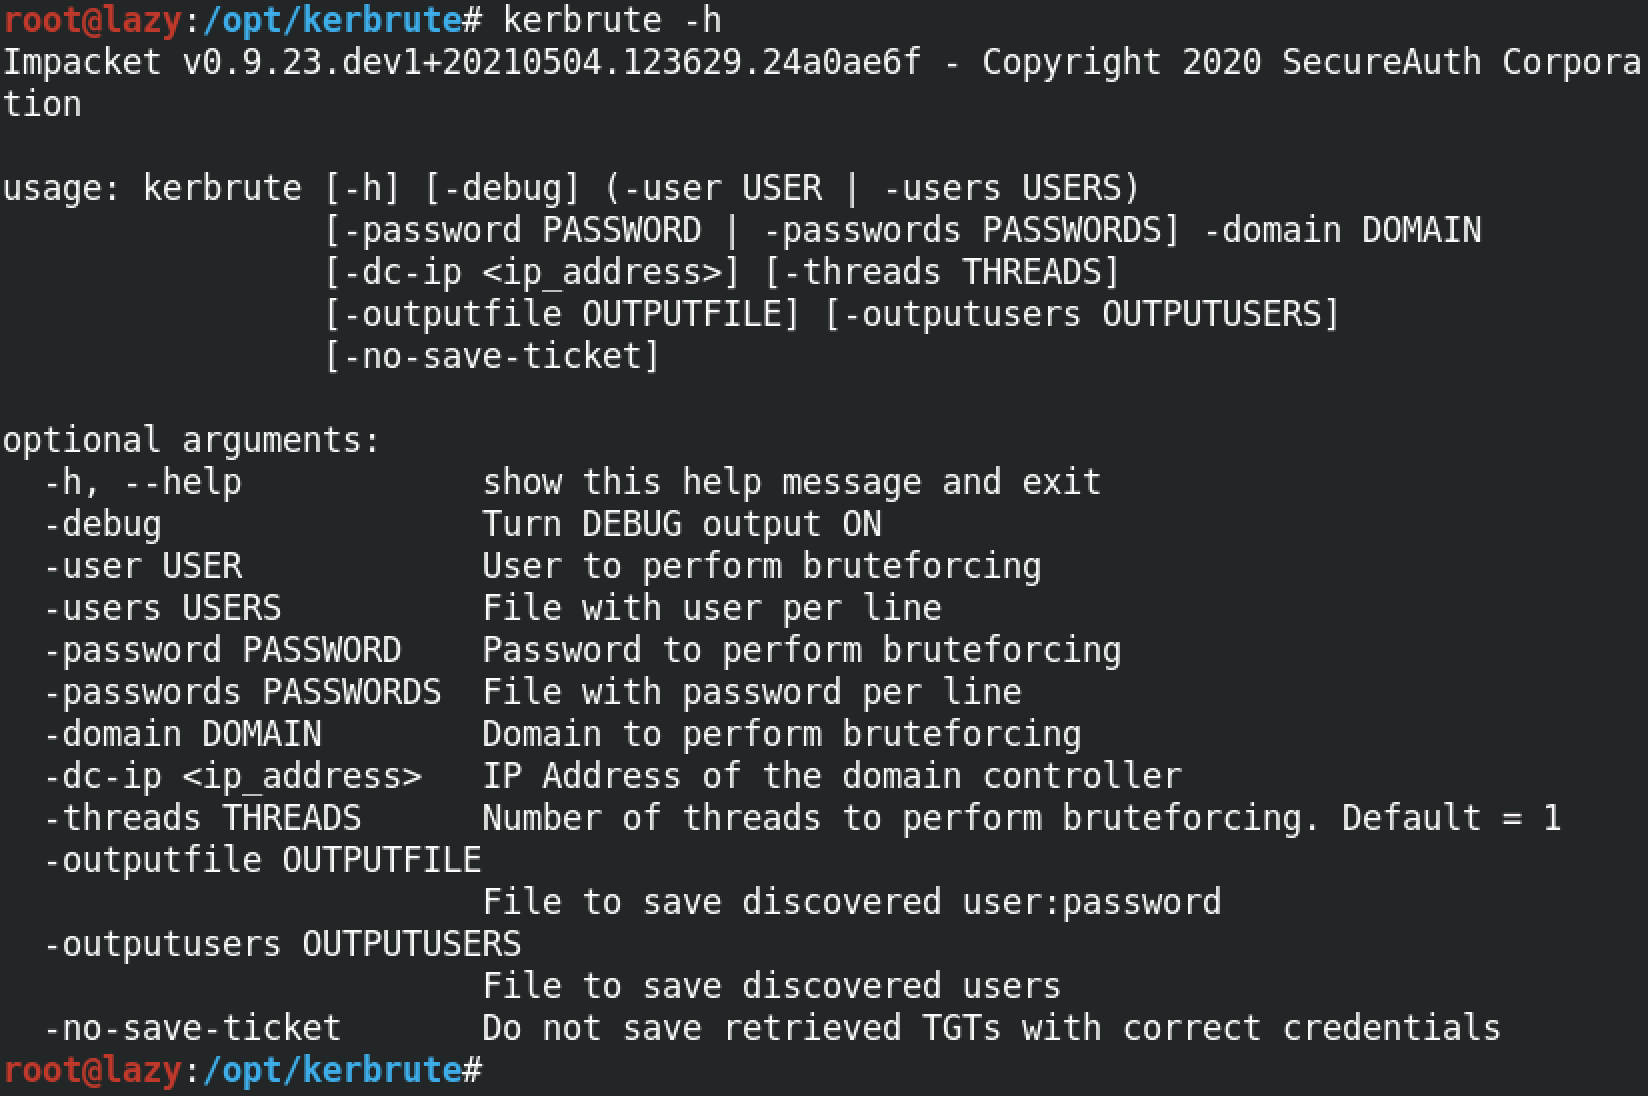 root@lazy:/opt/kerbrute# kerbrute -h
Impacket v0.9.23.dev1+20210504.123629.24a0ae6f - Copyright 2020 SecureAuth Corpora
tion
usage: kerbrute [-h] [-debug] (-user USER | -users USERS)
[-password PASSWORD | -passwords PASSWORDS] -domain DOMAIN
[-dc-ip <ip_address>] [-threads THREADS]
[-outputfile OUTPUTFILE] [-outputusers OUTPUTUSERS]
[-no-save-ticket]
optional arguments:
-h, --help show this help message and exit
-debug Turn DEBUG output ON
-user USER User to perform bruteforcing
-users USERS File with user per line
-password PASSWORD Password to perform bruteforcing
-passwords PASSWORDS File with password per line
-domain DOMAIN Domain to perform bruteforcing
-dc-ip <ip_address> IP Address of the domain controller
-threads THREADS Number of threads to perform bruteforcing. Default = 1
-outputfile OUTPUTFILE
File to save discovered user:password
-outputusers OUTPUTUSERS
File to save discovered users
-no-save-ticket Do not save retrieved TGTs with correct credentials
root@lazy:/opt/kerbrute#